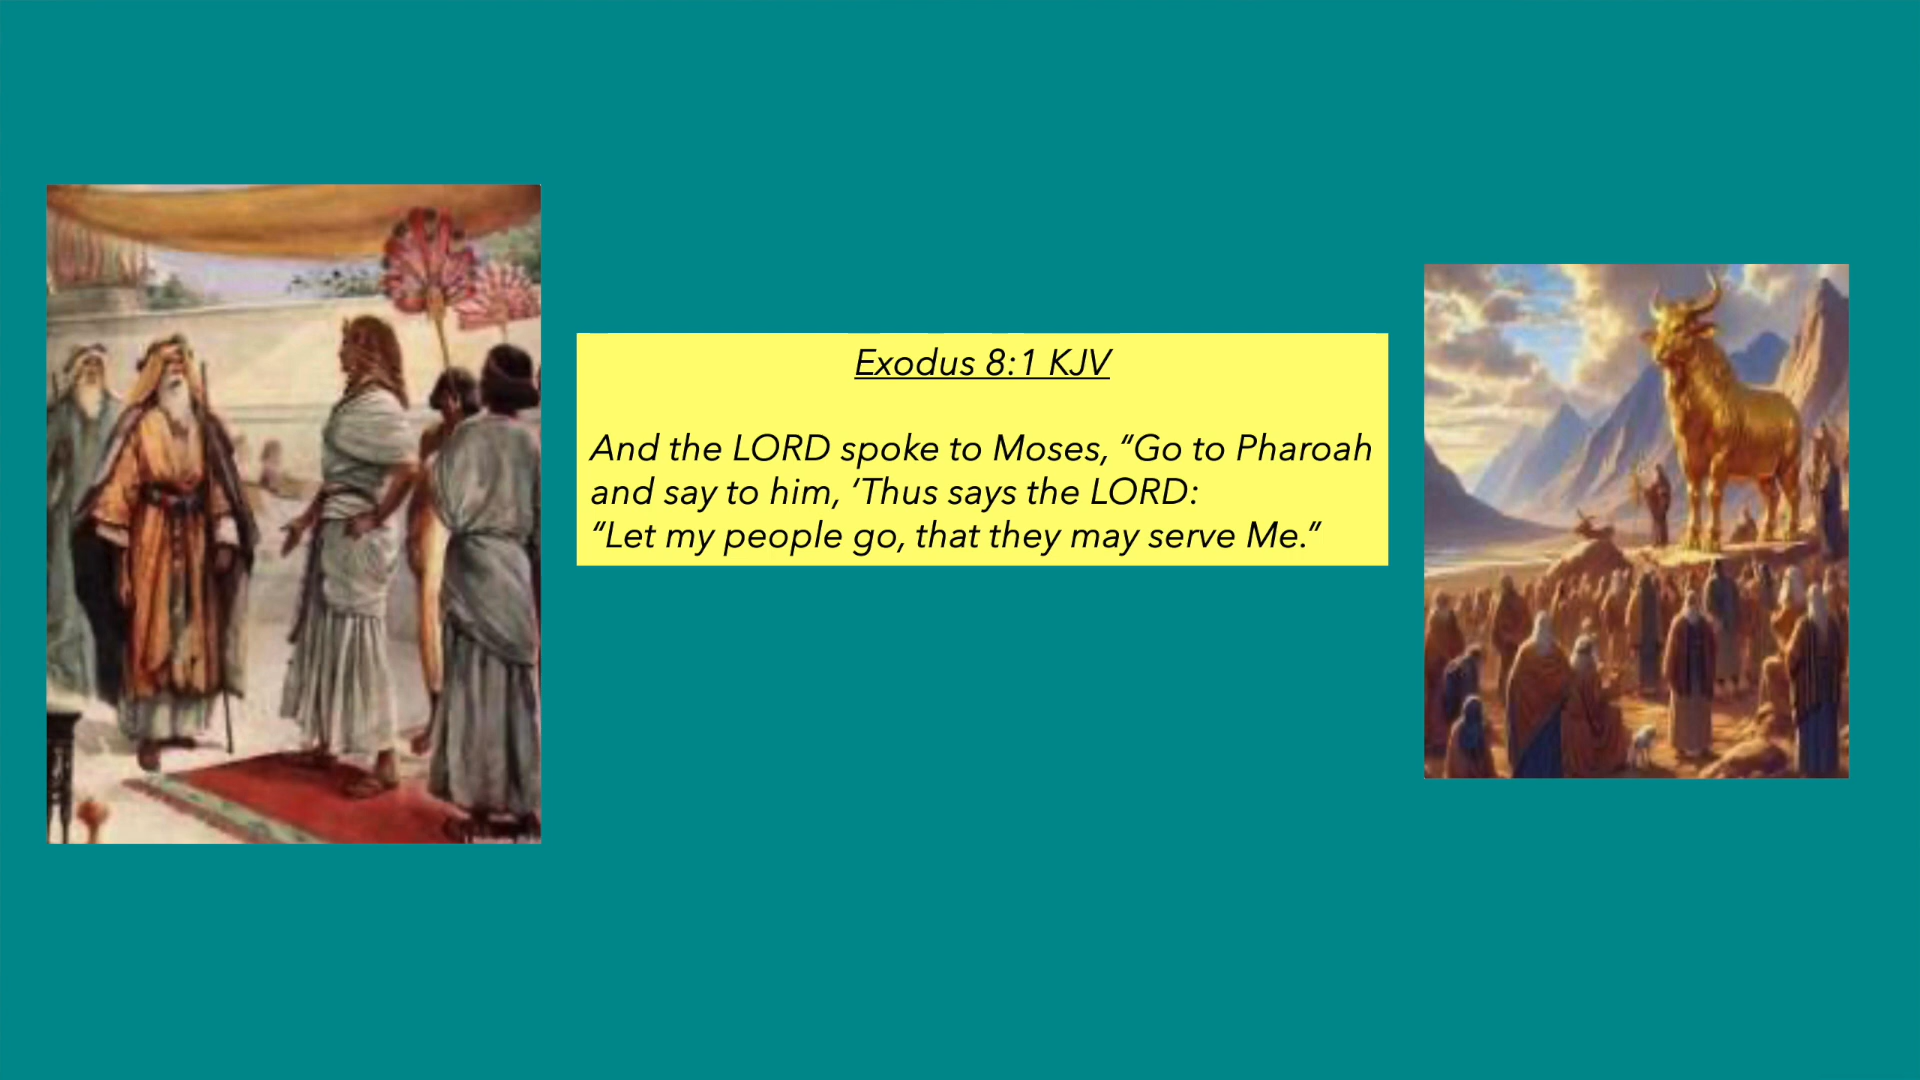 Exodus 8:1 KJV
And the LORD spoke to Moses, “Go to Pharoah
and say to him, ’Thus says the LORD:
“Let my people go, that they may serve Me.”